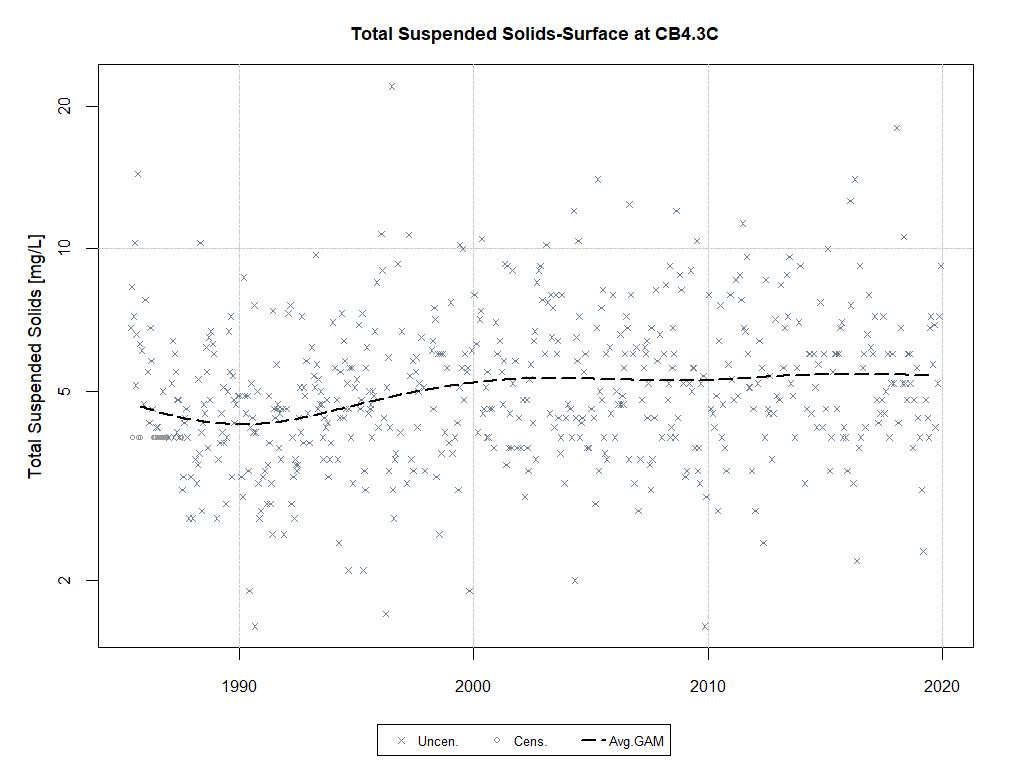 Total Suspended Solids-Surface at CB4.3C
Total Suspended Solids [mg/L]
20
10
5
2
1990 2000 2010 2020
Uncen. Cens. Avg.GAM